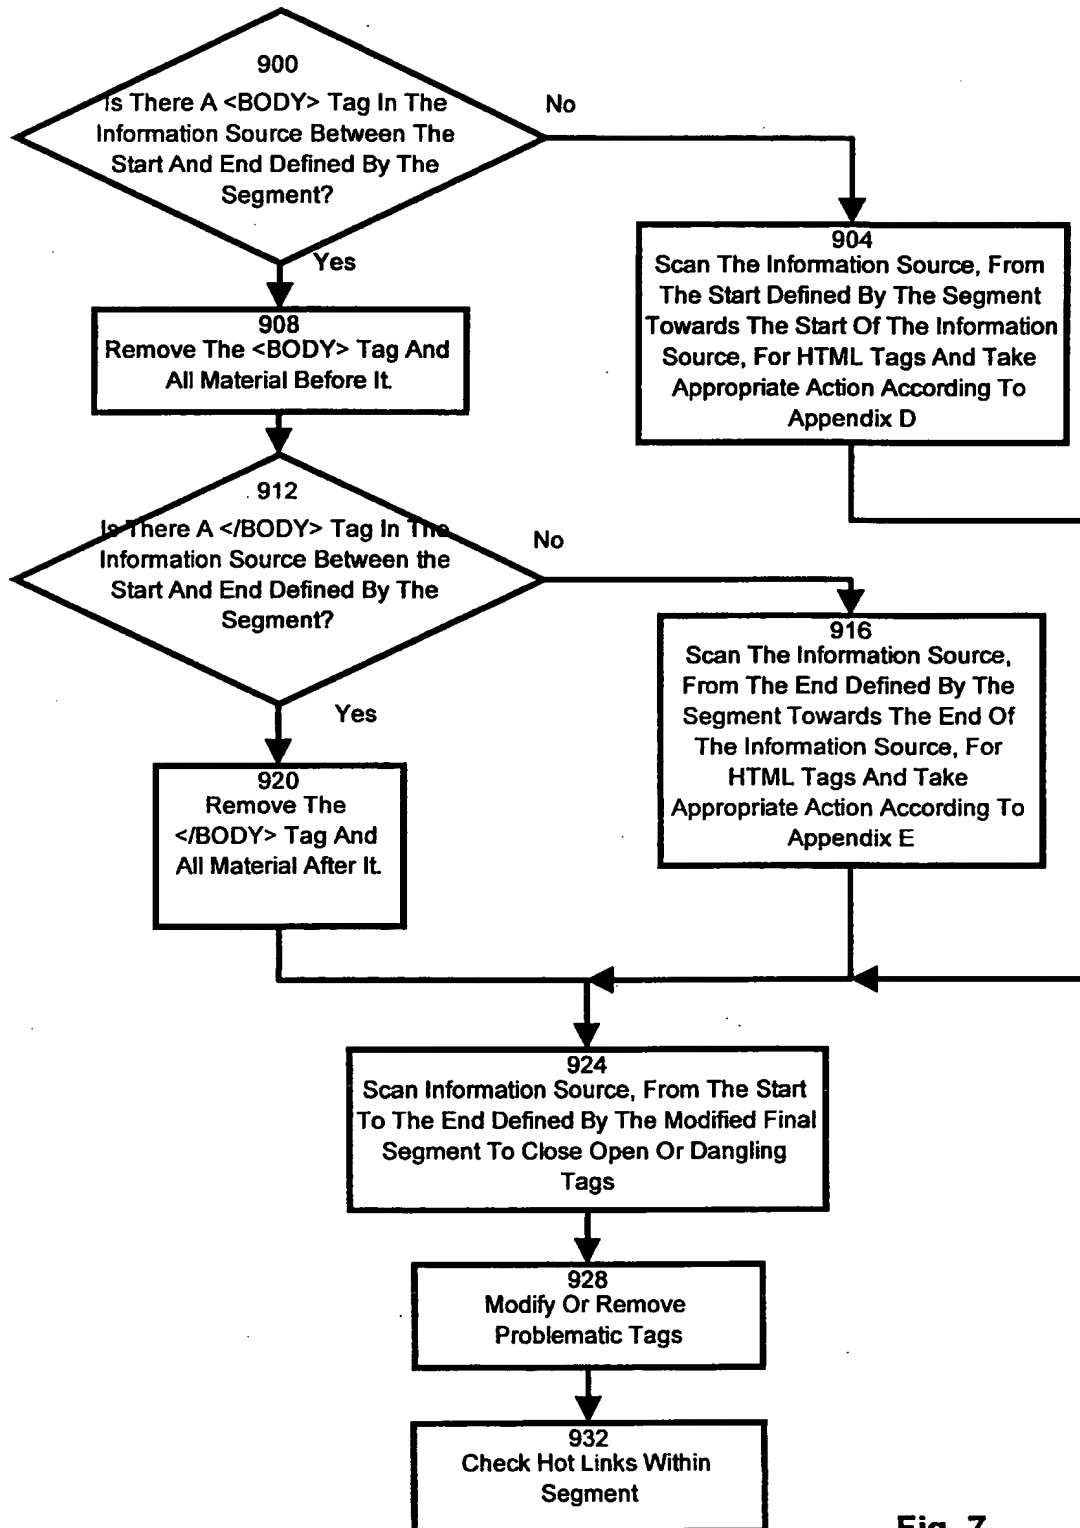 900
Is There A <BODY> Tag In The
Information Source Between The
Start And End Defined By The
Segment?
No
Yes
904
Scan The Information Source, From
The Start Defined By The Segment
Towards The Start Of The Information
Source, For HTML Tags And Take
Appropriate Action According To
Appendix D
908
Remove The <BODY> Tag And
All Material Before It.
912
Is There A </BODY> Tag In The
Information Source Between the
Start And End Defined By The
Segment?
No
Yes
916
Scan The Information Source,
From The End Defined By The
Segment Towards The End Of
The Information Source, For
HTML Tags And Take
Appropriate Action According To
Appendix E
920
Remove The
</BODY> Tag And
All Material After It.
924
Scan Information Source, From The Start
To The End Defined By The Modified Final
Segment To Close Open Or Dangling
Tags
928
Modify Or Remove
Problematic Tags
932
Check Hot Links Within
Segment
Fig. 7